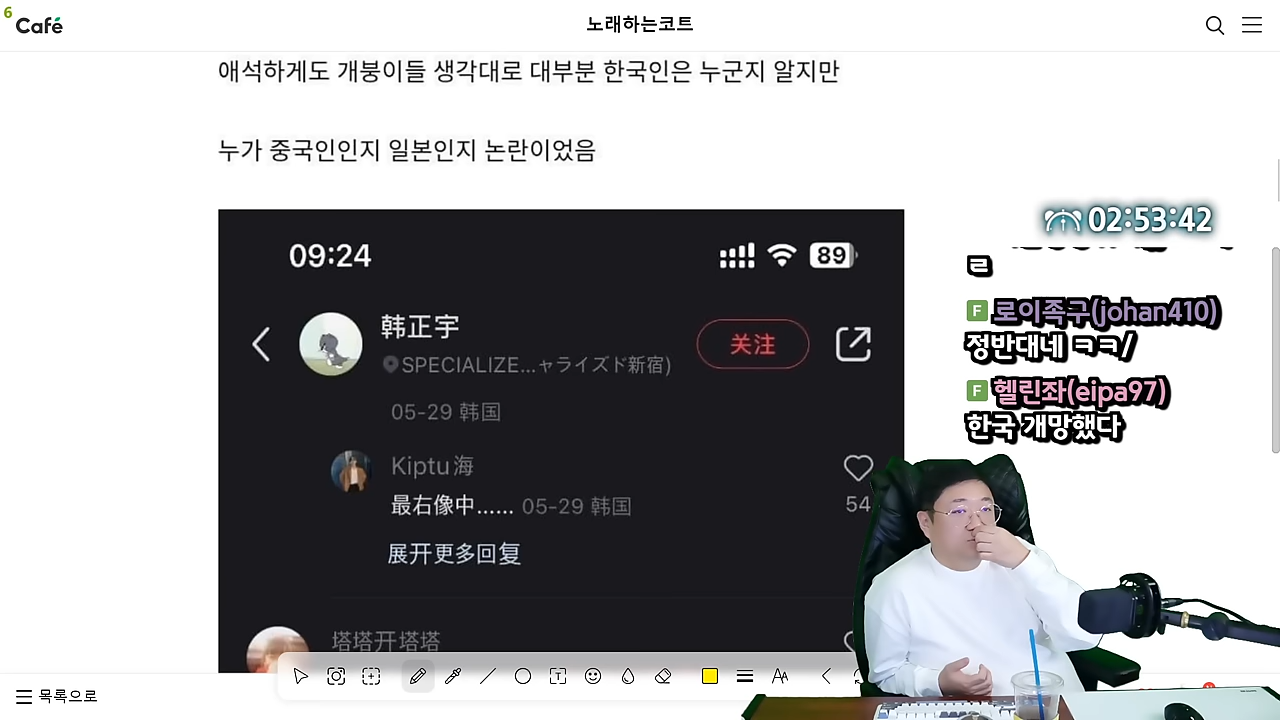 6
Café
노래하는코트
애석하게도 개붕이들 생각대로 대부분 한국인은 누군지 알지만
누가 중국인인지 일본인지 논란이었음
09:24
89
韩正宇
SPECIALIZE...ャライズド新宿)
关注
05-29 韩国
Kiptu海
最右像中...... 05-29 韩国
54
展开更多回复
塔塔开塔塔
02:53:42
ㄹ
F 로이족구(johan410)
정반대네 ㅋㅋ/
F 헬린좌(eipa97)
한국 개망했다
목록으로